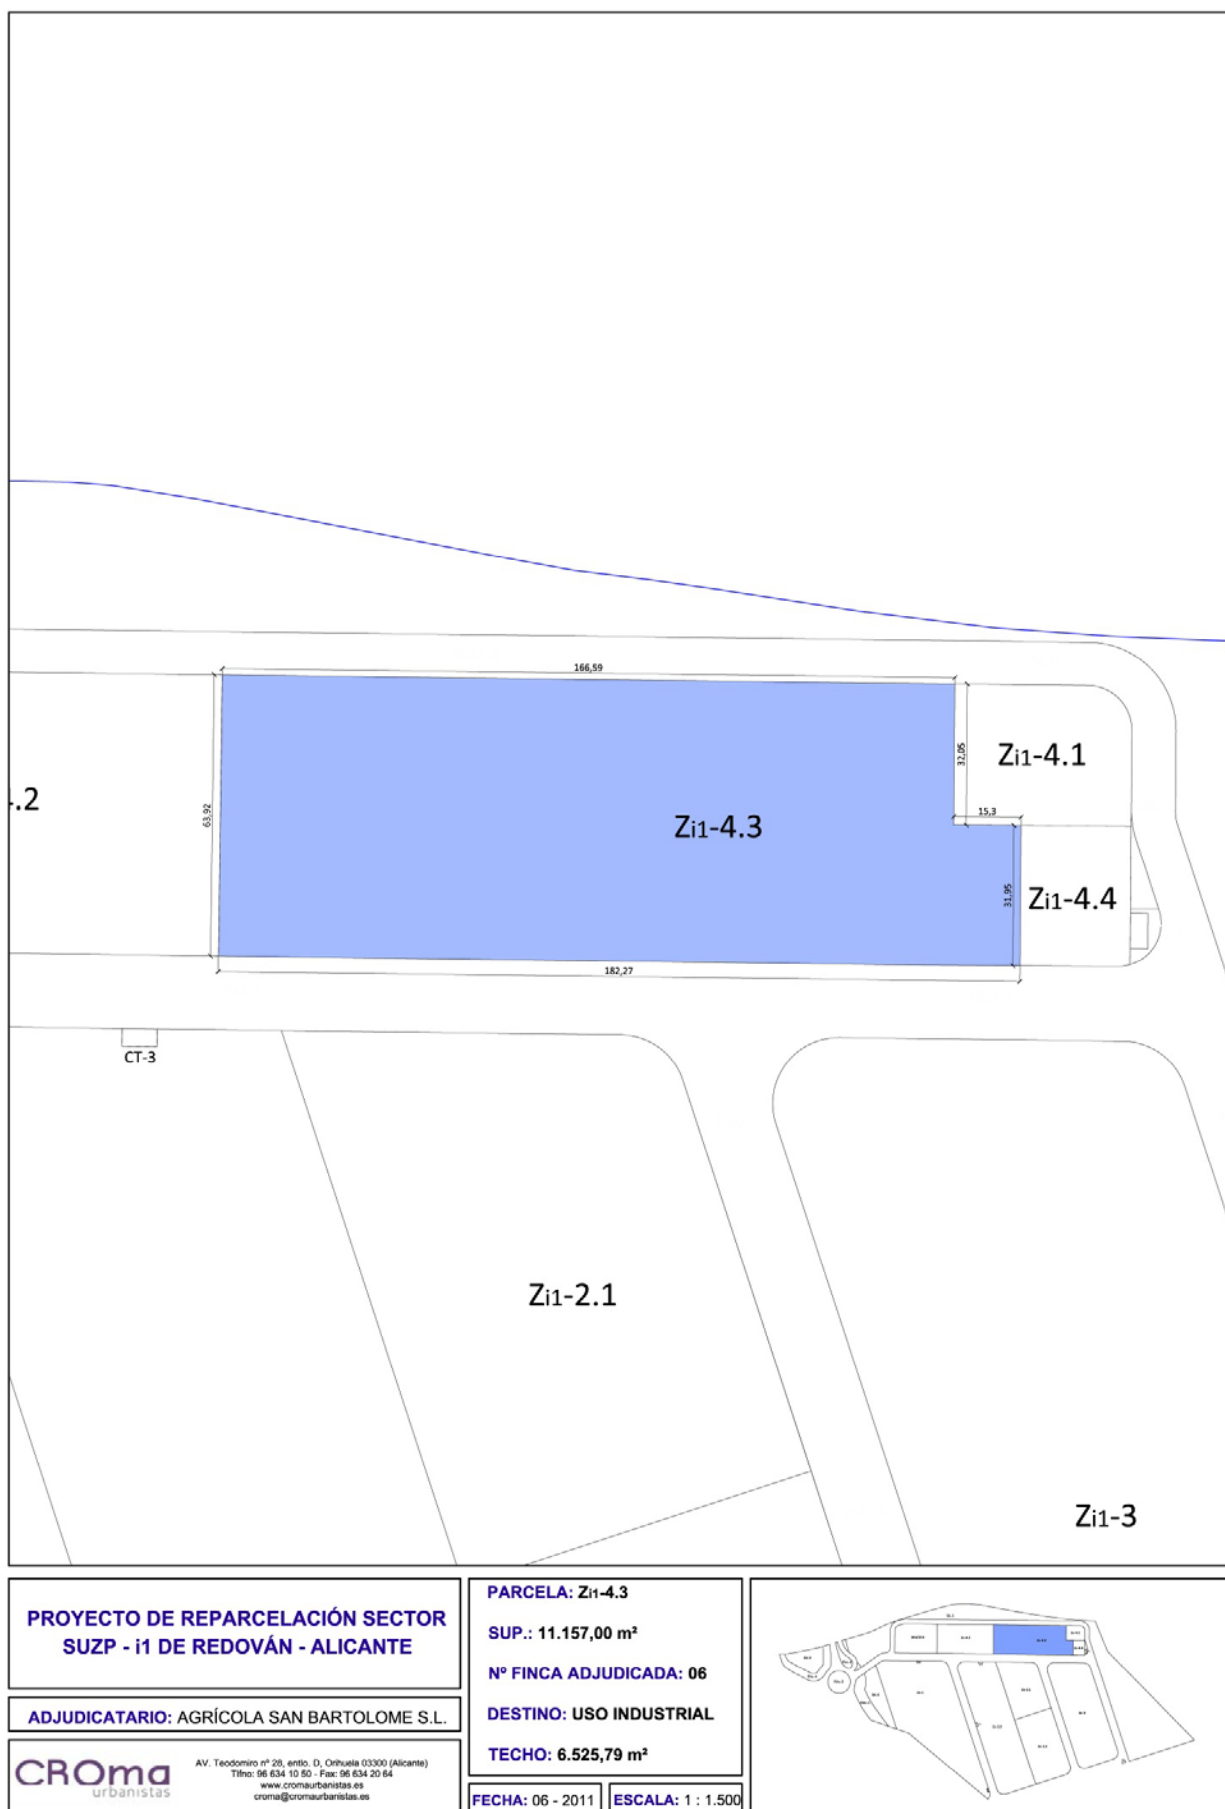 166,59
32,05
Zi1-4.1
.2
63,92
Zi1-4.3
15,3
31,95
Zi1-4.4
182,27
CT-3
Zi1-2.1
Zi1-3
PROYECTO DE REPARCELACIÓN SECTOR
SUZP - i1 DE REDOVÁN - ALICANTE
ADJUDICATARIO: AGRÍCOLA SAN BARTOLOME S.L.
CROma
urbanistas
AV. Teodomiro nº 28, entlo. D, Orihuela 03300 (Alicante)
Tlfno: 96 634 10 50 - Fax: 96 634 20 64
www.cromaurbanistas.es
croma@cromaurbanistas.es
PARCELA: Zi1-4.3
SUP.: 11.157,00 m²
Nº FINCA ADJUDICADA: 06
DESTINO: USO INDUSTRIAL
TECHO: 6.525,79 m²
FECHA: 06 - 2011
ESCALA: 1 : 1.500